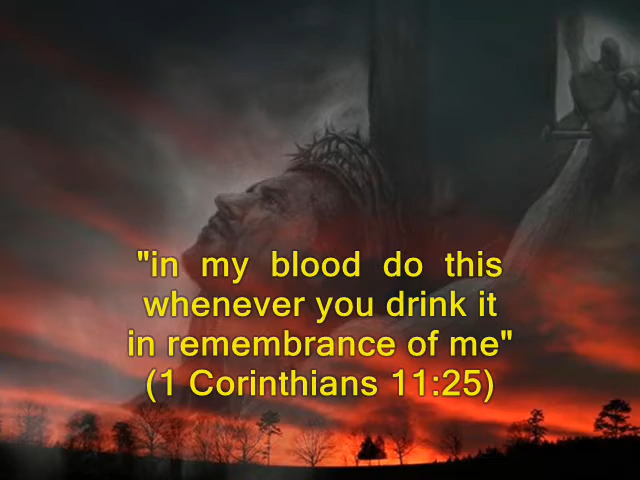 "in my blood do this
whenever you drink it
in remembrance of me"
(1 Corinthians 11:25)